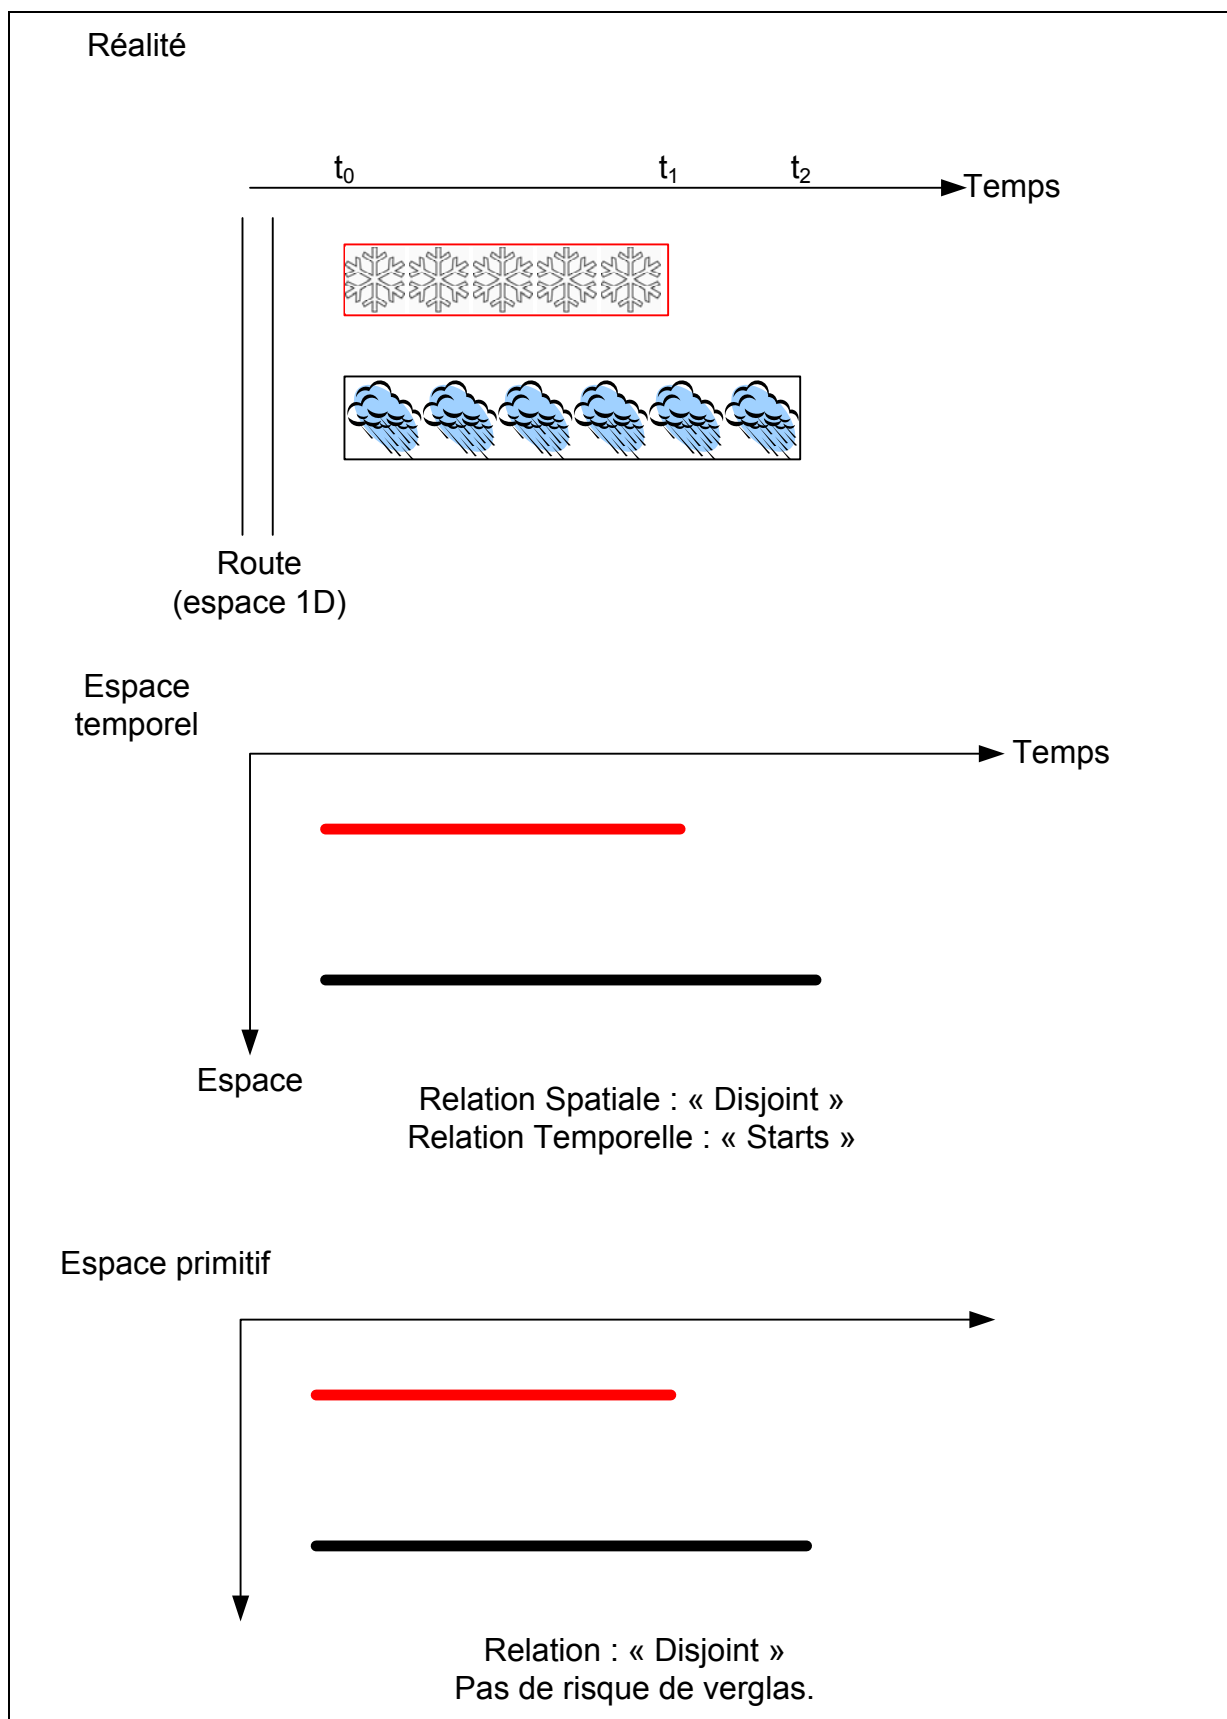 Réalité
t0 t1 t2
Temps
Route
(espace 1D)
Espace
temporel
Temps
Espace
Relation Spatiale : « Disjoint »
Relation Temporelle : « Starts »
Espace primitif
Relation : « Disjoint »
Pas de risque de verglas.